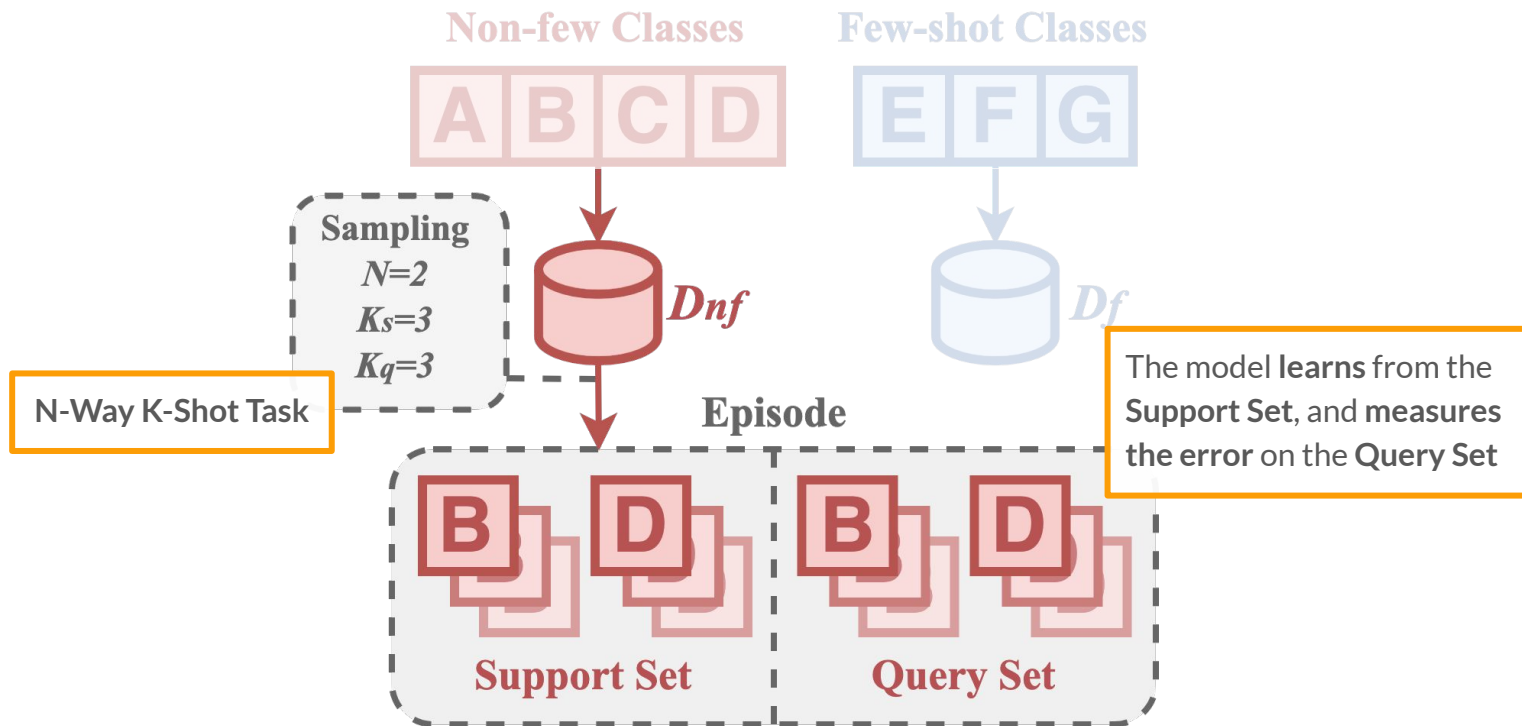 Non-few Classes
Few-shot Classes
A B C D
E F G
Sampling
N=2
Ks=3
Kq=3
Dnf
Df
N-Way K-Shot Task
The model learns from the
Support Set, and measures
the error on the Query Set
Episode
B D B D
B D B D
B D B D
Support Set
Query Set